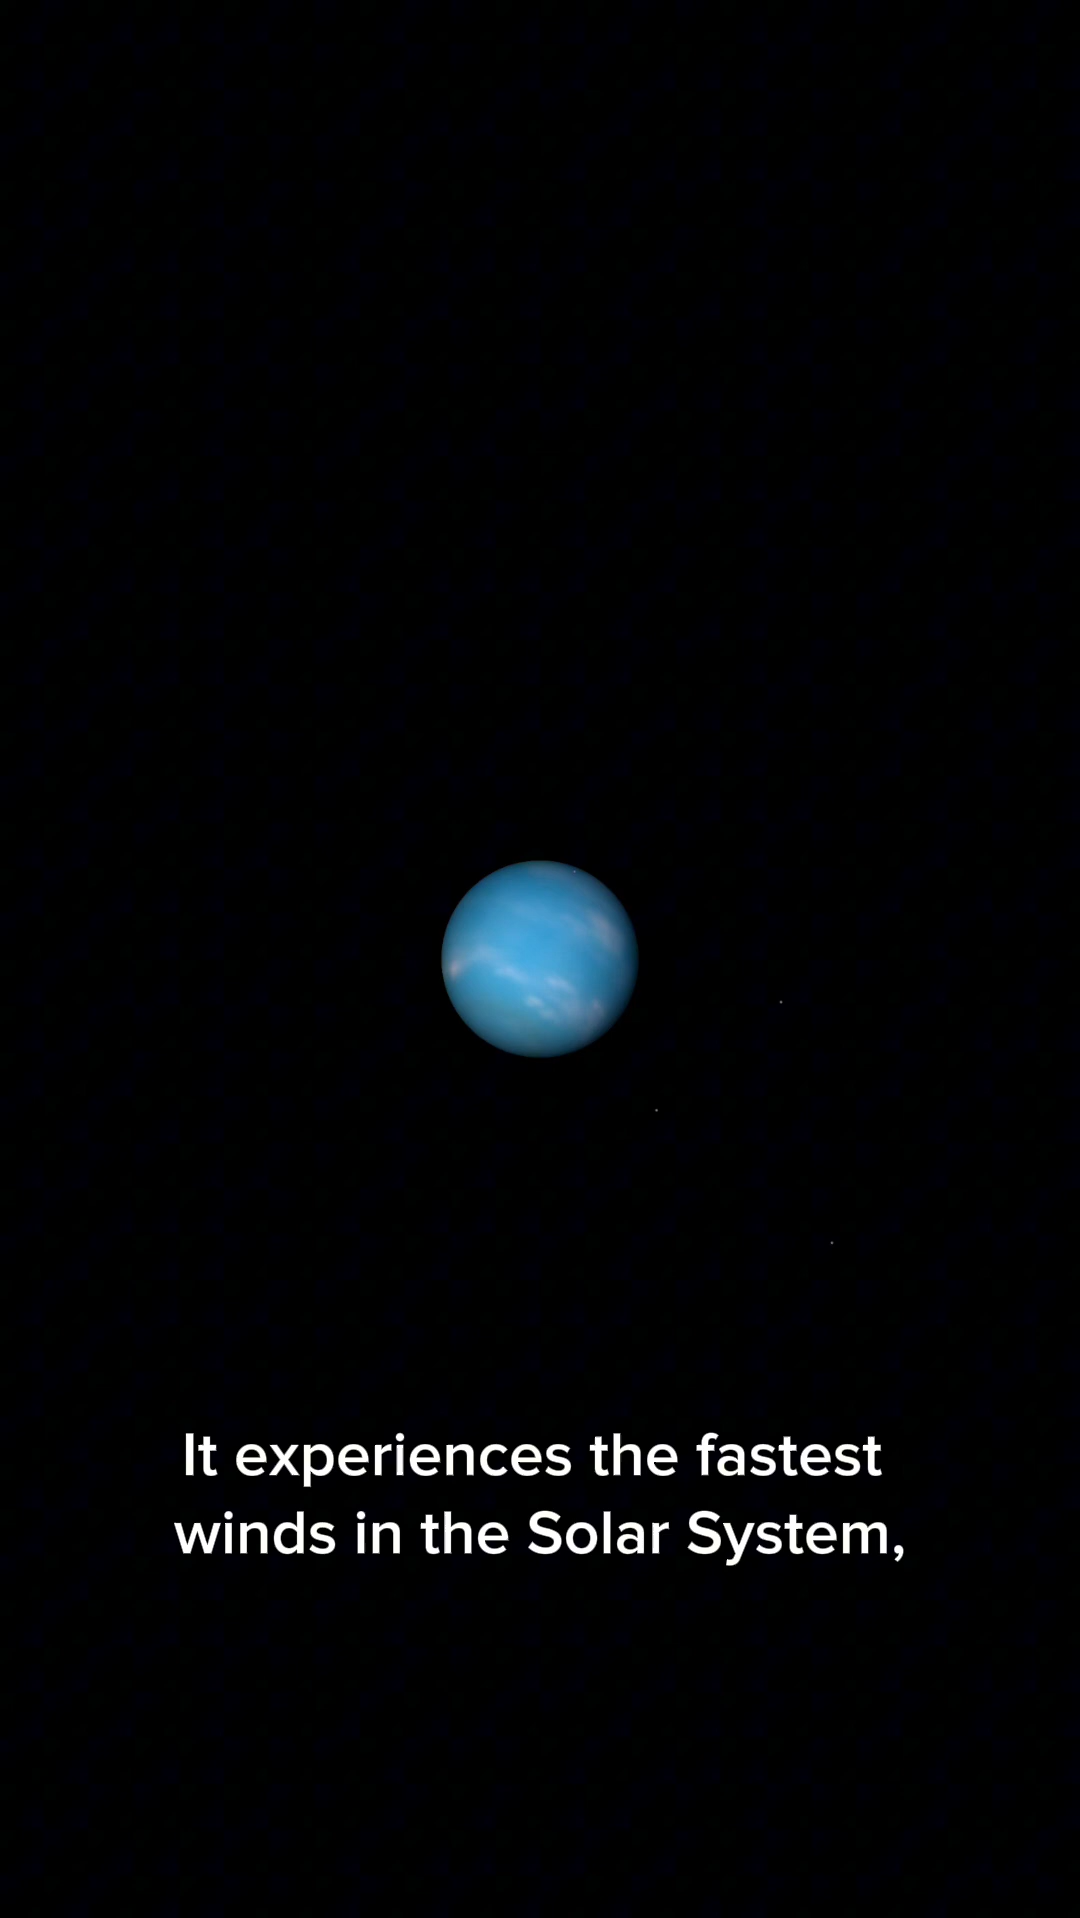 It experiences the fastest
winds in the Solar System,